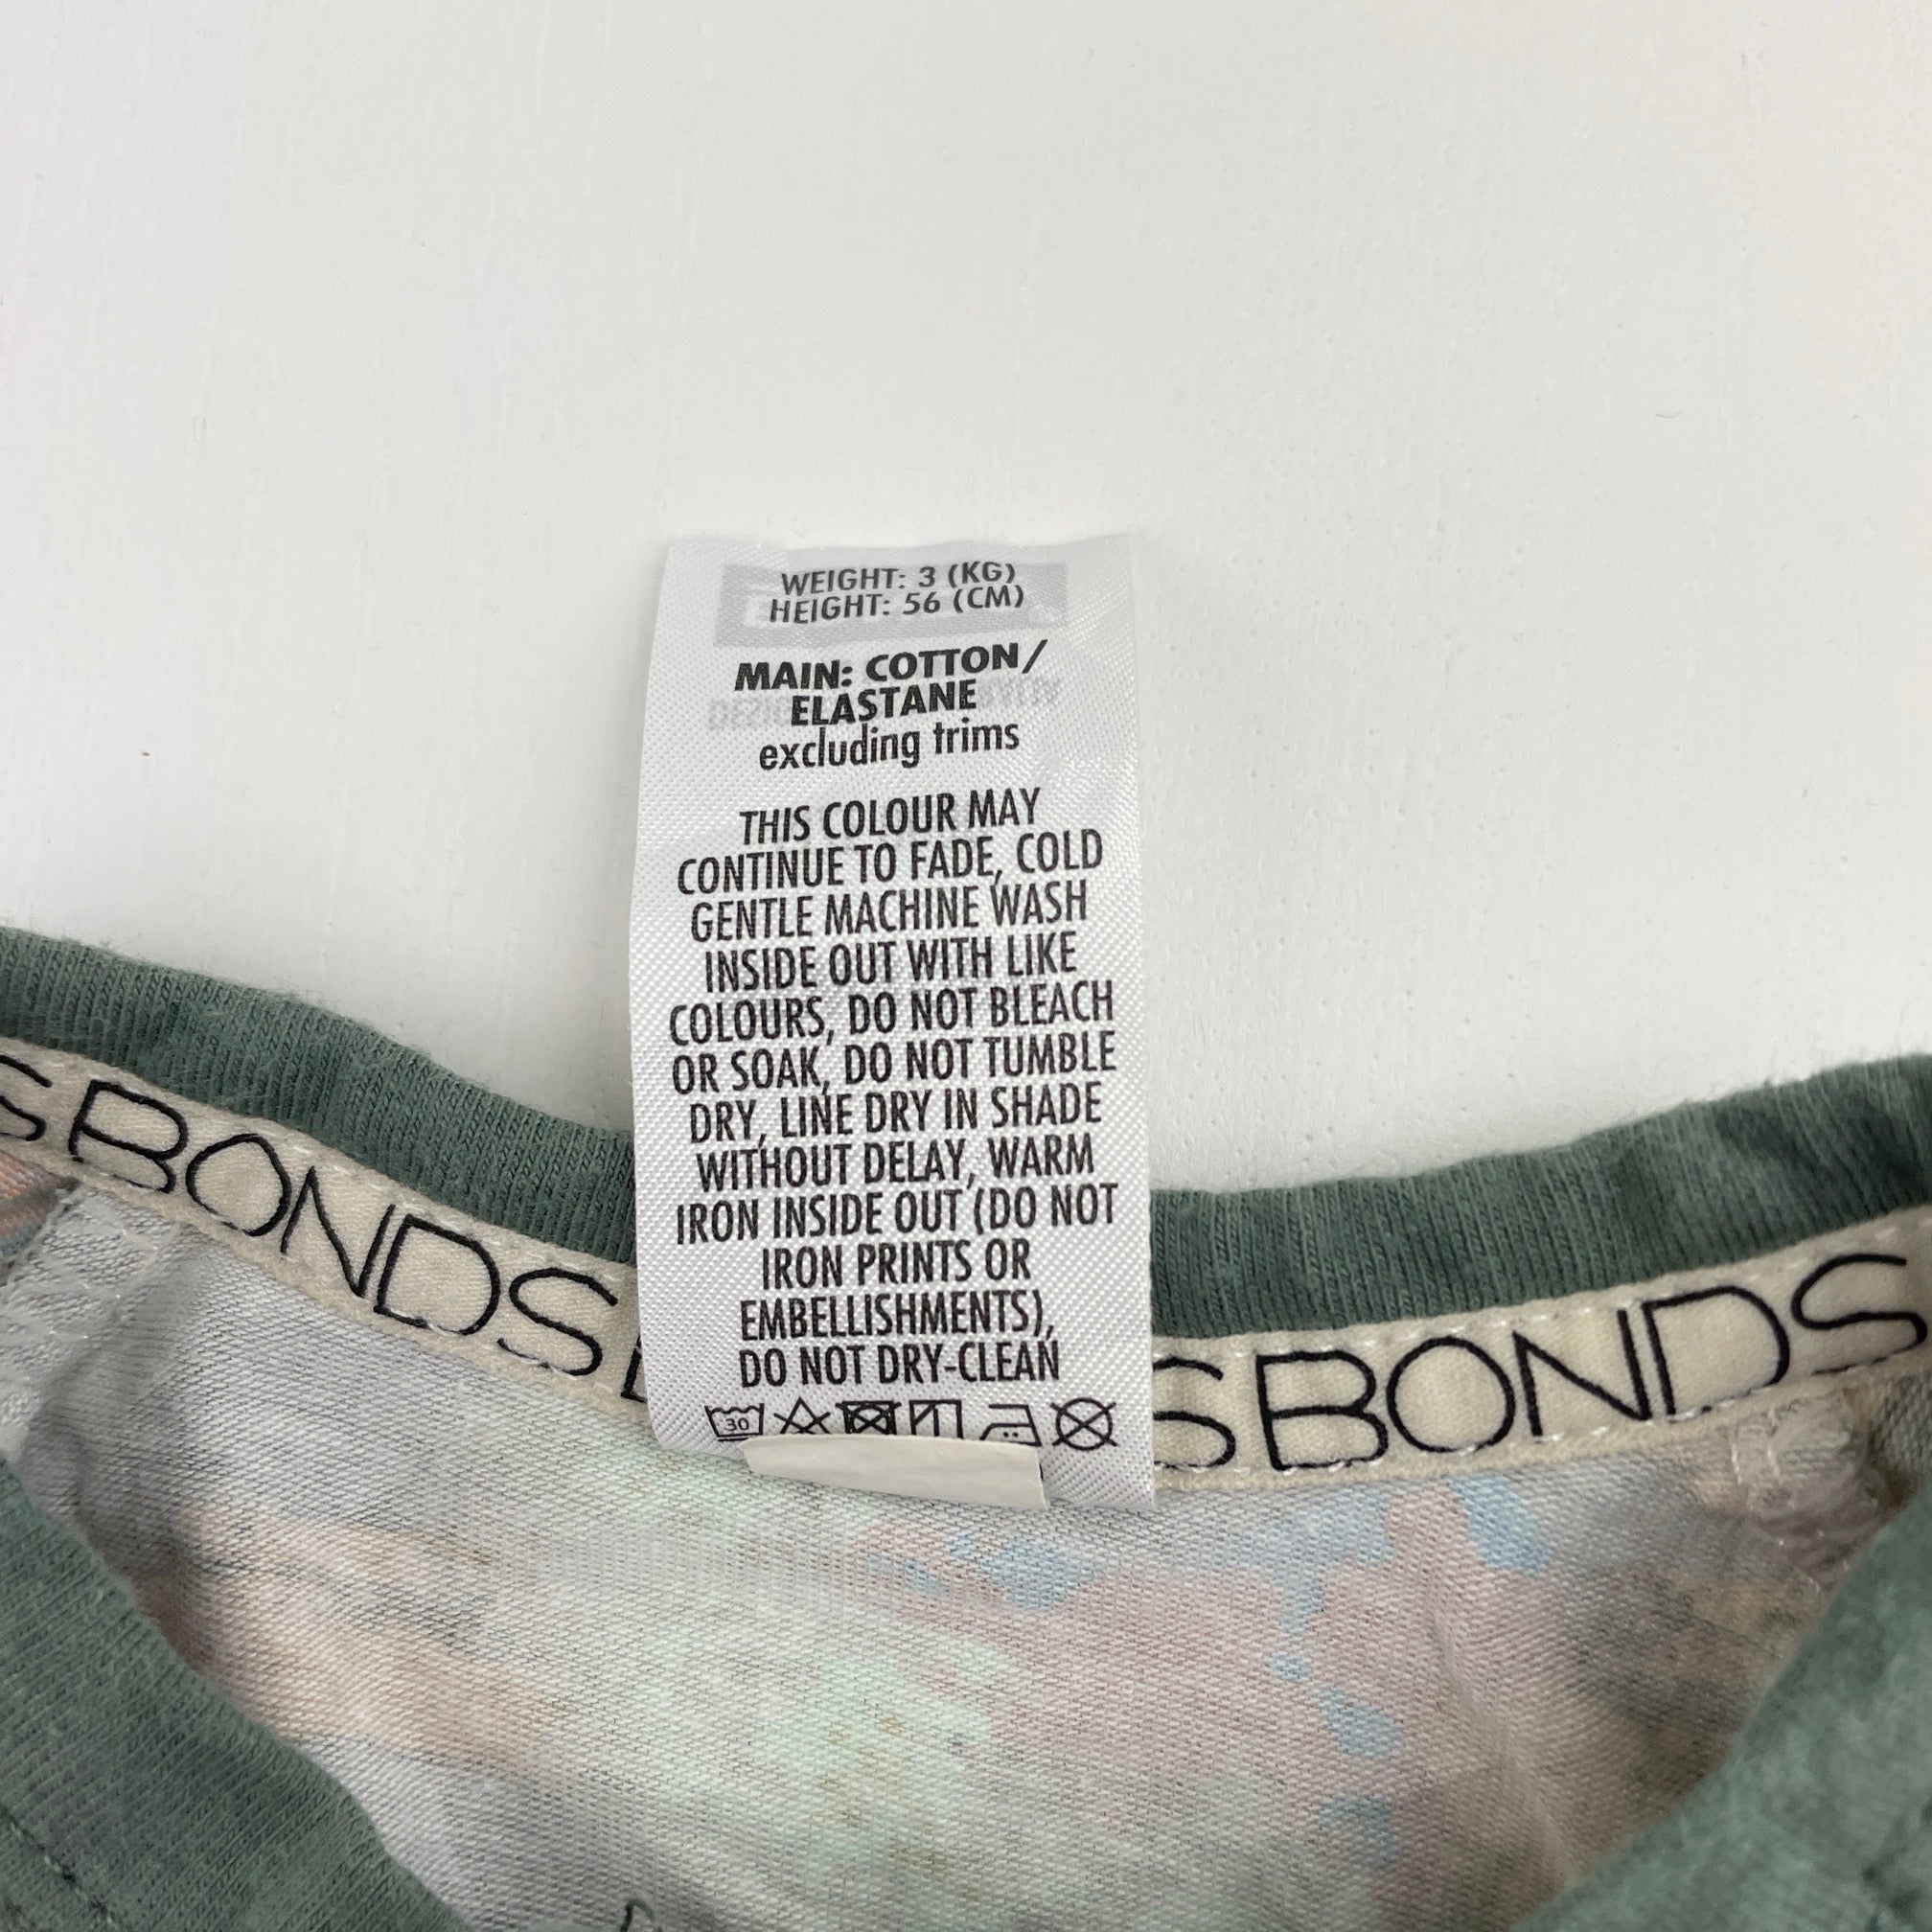 WEIGHT: 3 (KG)
HEIGHT: 56 (CM)
MAIN: COTTON/
ELASTANE
excluding trims
THIS COLOUR MAY
CONTINUE TO FADE, COLD
GENTLE MACHINE WASH
INSIDE OUT WITH LIKE
COLOURS, DO NOT BLEACH
OR SOAK, DO NOT TUMBLE
DRY, LINE DRY IN SHADE
WITHOUT DELAY, WARM
IRON INSIDE OUT (DO NOT
IRON PRINTS OR
EMBELLISHMENTS),
DO NOT DRY-CLEAN
30
S BONDS
S BONDS